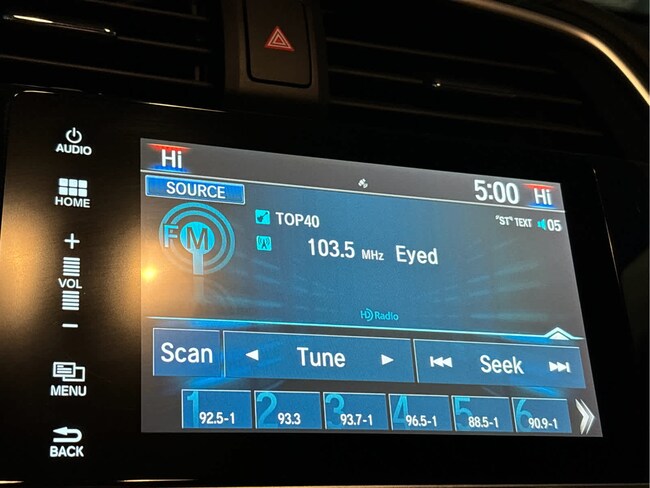 AUDIO
HOME
+
VOL
−
MENU
BACK
Hi
5:00 Hi
SOURCE
FM
TOP40
"ST" TEXT 05
103.5 MHz Eyed
HD Radio
Scan
Tune
Seek
1 92.5-1
2 93.3
3 93.7-1
4 96.5-1
5 88.5-1
6 90.9-1